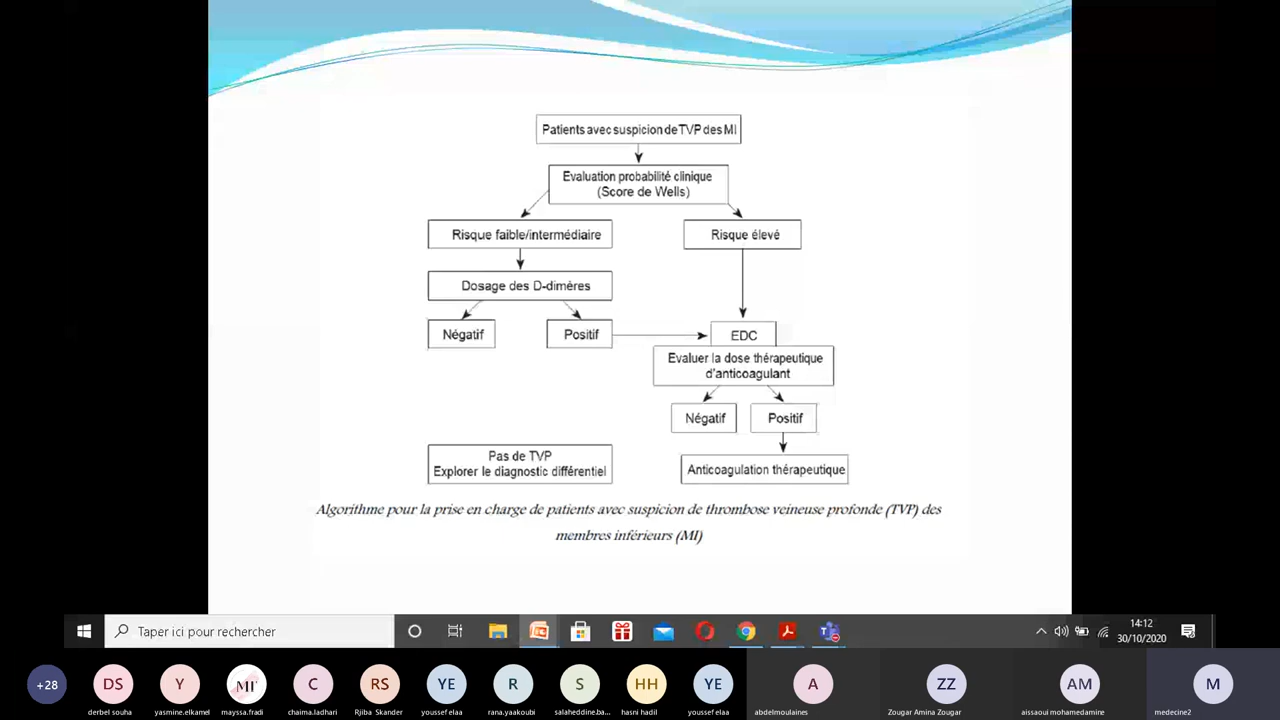 Patients avec suspicion de TVP des MI
Evaluation probabilité clinique
(Score de Wells)
Risque faible/intermédiaire
Risque élevé
Dosage des D-dimères
Négatif
Positif
EDC
Evaluer la dose thérapeutique
d'anticoagulant
Négatif
Positif
Pas de TVP
Explorer le diagnostic différentiel
Anticoagulation thérapeutique
Algorithme pour la prise en charge de patients avec suspicion de thrombose veineuse profonde (TVP) des
membres inférieurs (MI)
Taper ici pour rechercher
14:12
30/10/2020
+28
DS
Y
MF
C
RS
YE
R
S
HH
YE
A
ZZ
AM
M
derbel souha
yasmine.elkamel
mayssa.fradi
chaima.ladhari
Rjiba Skander
youssef elaa
rana.yaakoubi
salaheddine.ba...
hasni hadil
youssef elaa
abdelmoulaines
Zougar Amina Zougar
aissaoui mohamedamine
medecine2